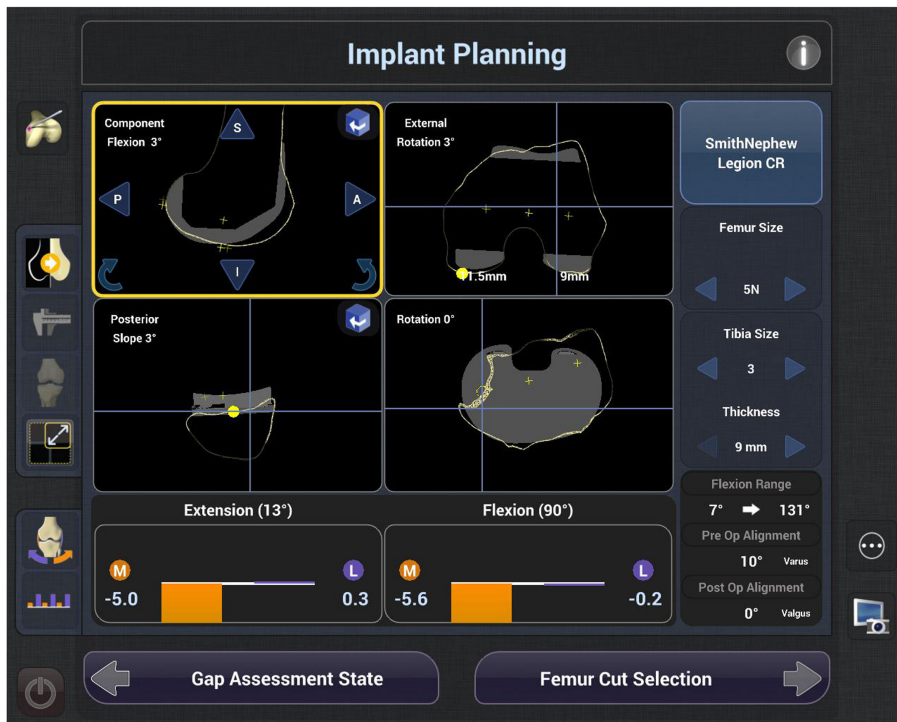 Implant Planning
i
Component
Flexion 3°
S
P
A
I
External
Rotation 3°
11.5mm
9mm
SmithNephew
Legion CR
Femur Size
5N
Posterior
Slope 3°
Rotation 0°
Tibia Size
3
Thickness
9 mm
Extension (13°)
M
L
-5.0
0.3
Flexion (90°)
M
L
-5.6
-0.2
Flexion Range
7°
131°
Pre Op Alignment
10° Varus
Post Op Alignment
0° Valgus
Gap Assessment State
Femur Cut Selection